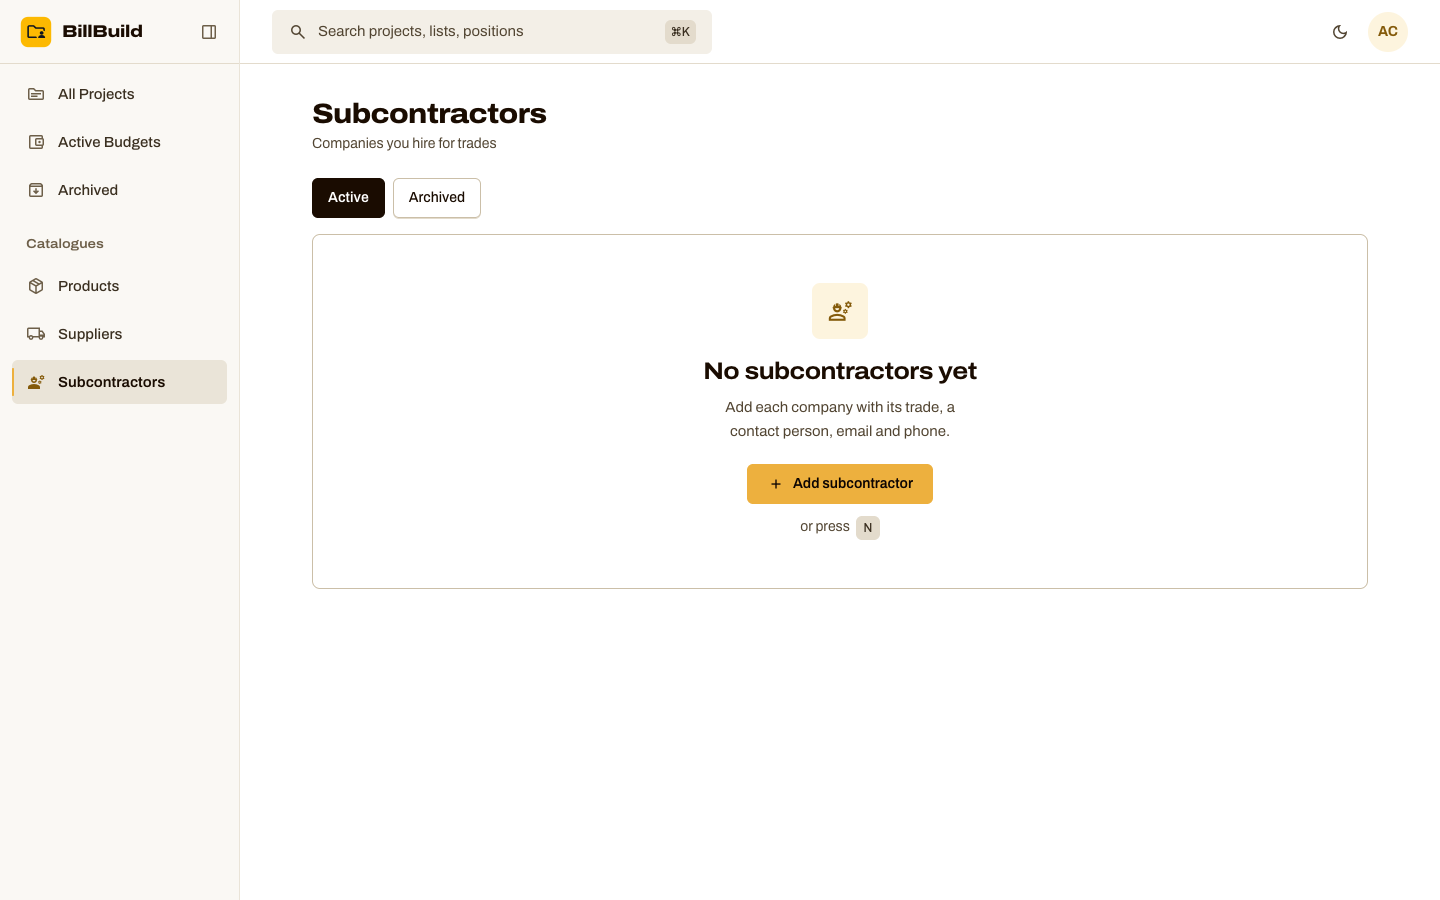 BillBuild
Search projects, lists, positions
⌘K
AC
All Projects
Active Budgets
Archived
Catalogues
Products
Suppliers
Subcontractors
Subcontractors
Companies you hire for trades
Active
Archived
No subcontractors yet
Add each company with its trade, a
contact person, email and phone.
Add subcontractor
or press N